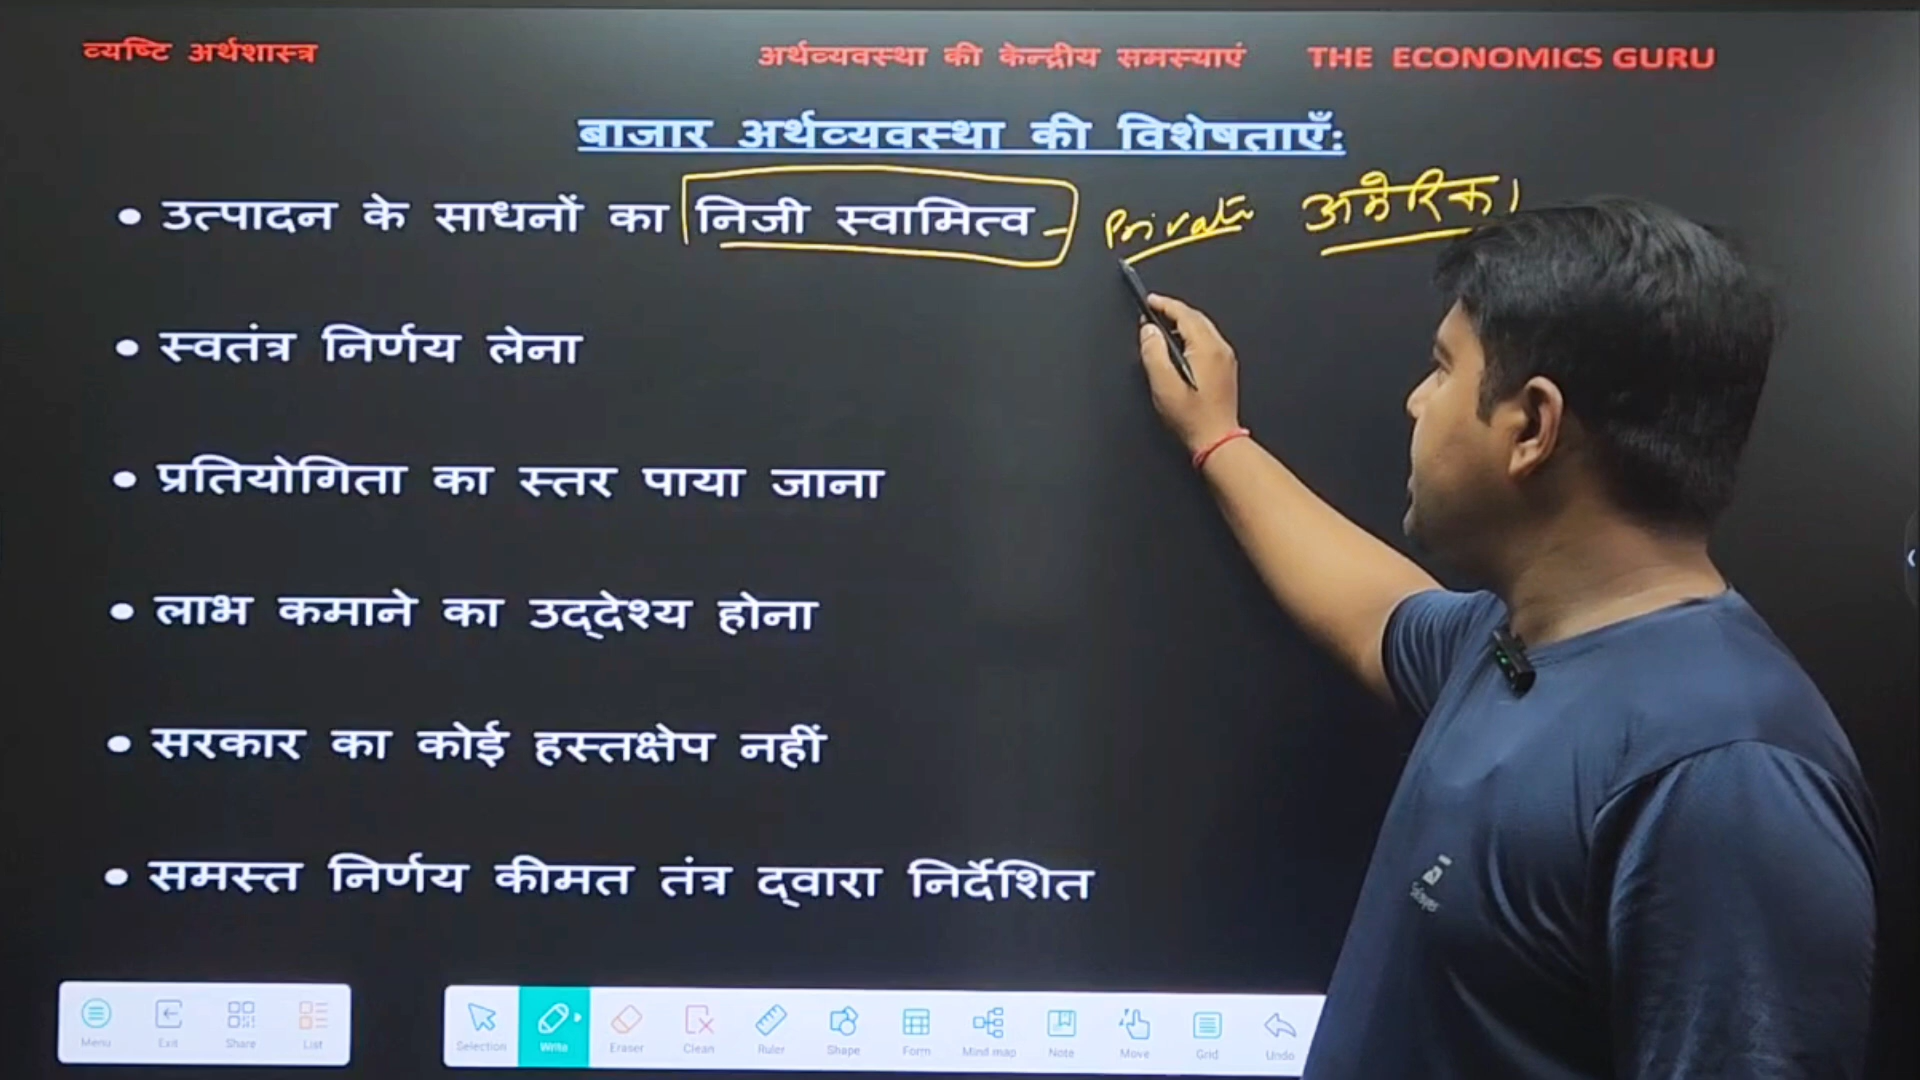 व्यष्टि अर्थशास्त्र अर्थव्यवस्था की केन्द्रीय समस्याएं THE ECONOMICS GURU
बाजार अर्थव्यवस्था की विशेषताएँ:
• उत्पादन के साधनों का निजी स्वामित्व - Private अमेरिका
• स्वतंत्र निर्णय लेना
• प्रतियोगिता का स्तर पाया जाना
• लाभ कमाने का उद्देश्य होना
• सरकार का कोई हस्तक्षेप नहीं
• समस्त निर्णय कीमत तंत्र द्वारा निर्देशित
Menu Exit Share List Selection Write Eraser Clean Ruler Shape Form Mind map Note Move Grid Undo